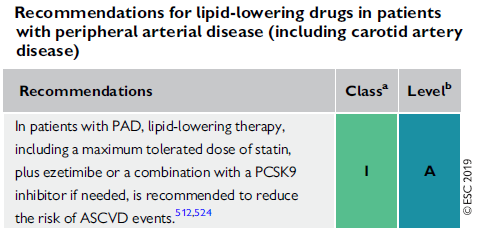 Recommendations for lipid-lowering drugs in patients
with peripheral arterial disease (including carotid artery
disease)
Recommendations Classᵃ Levelᵇ
In patients with PAD, lipid-lowering therapy,
including a maximum tolerated dose of statin,
plus ezetimibe or a combination with a PCSK9
inhibitor if needed, is recommended to reduce
the risk of ASCVD events.⁵¹²,⁵²⁴
I
A
©ESC 2019